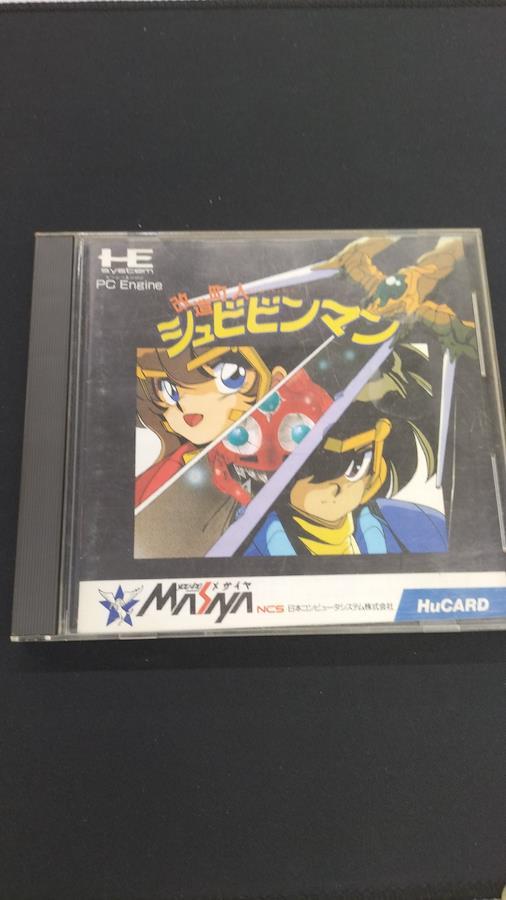 HE
system
PC Engine
改造町人
シュビビンマン
メサイヤ
MASAYA
NCS 日本コンピュータシステム株式会社
HuCARD